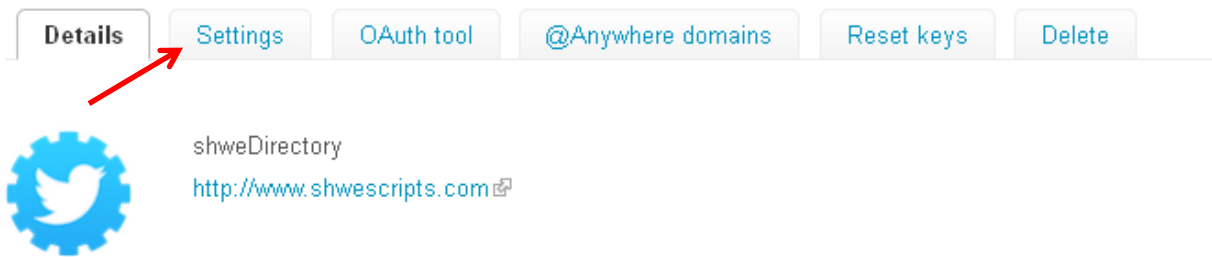 Details Settings OAuth tool @Anywhere domains Reset keys Delete
shweDirectory
http://www.shwescripts.com